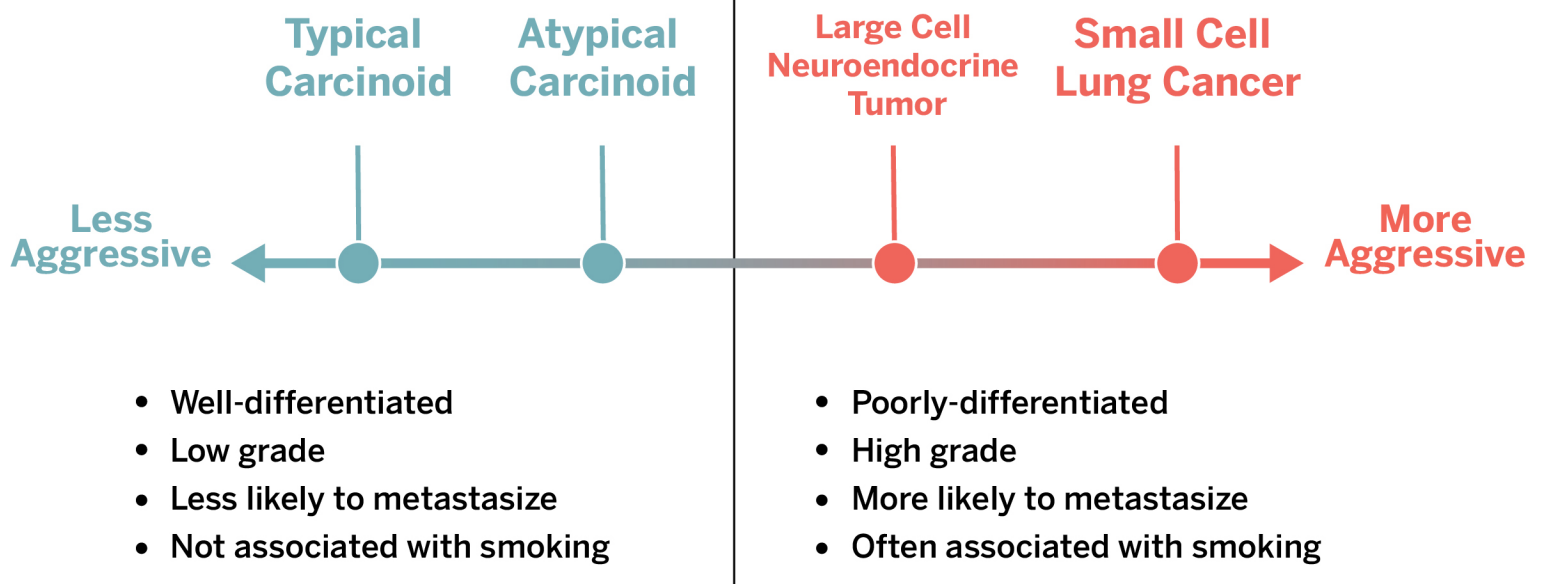 Typical
Carcinoid
Atypical
Carcinoid
Large Cell
Neuroendocrine
Tumor
Small Cell
Lung Cancer
Less
Aggressive
More
Aggressive
• Well-differentiated
• Low grade
• Less likely to metastasize
• Not associated with smoking
• Poorly-differentiated
• High grade
• More likely to metastasize
• Often associated with smoking